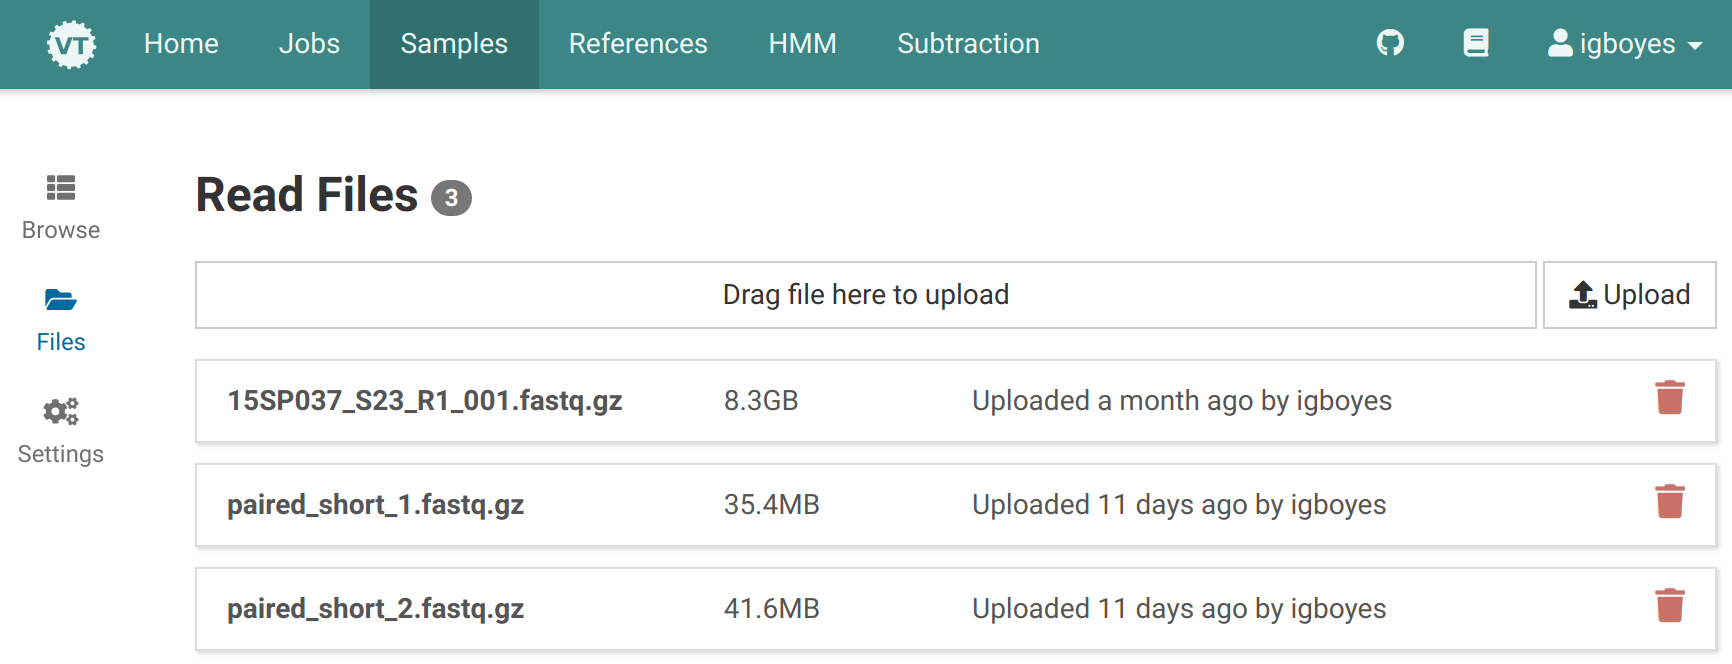 VT Home Jobs Samples References HMM Subtraction igboyes
Browse
Files
Settings
Read Files 3
Drag file here to upload Upload
15SP037_S23_R1_001.fastq.gz 8.3GB Uploaded a month ago by igboyes
paired_short_1.fastq.gz 35.4MB Uploaded 11 days ago by igboyes
paired_short_2.fastq.gz 41.6MB Uploaded 11 days ago by igboyes